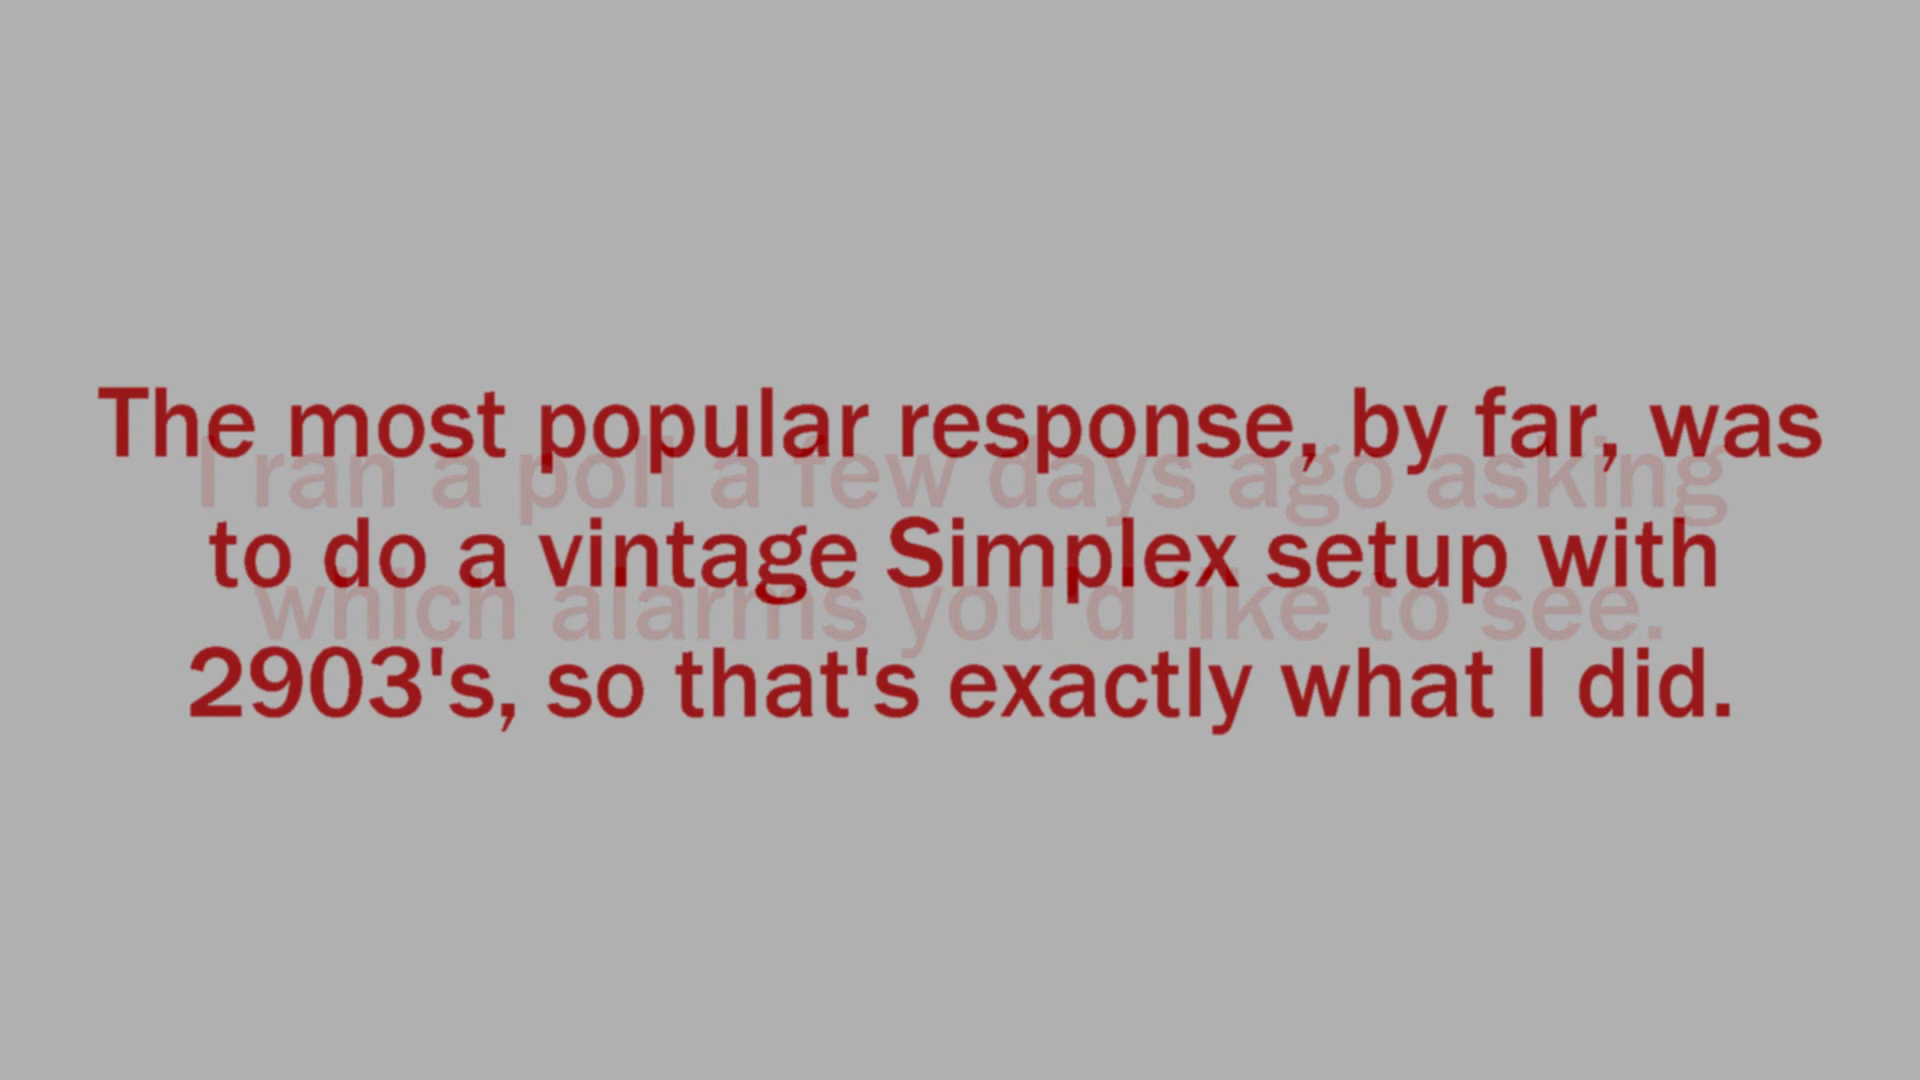 The most popular response, by far, was
I ran a poll a few days ago asking
to do a vintage Simplex setup with
which alarms you'd like to see.
2903's, so that's exactly what I did.